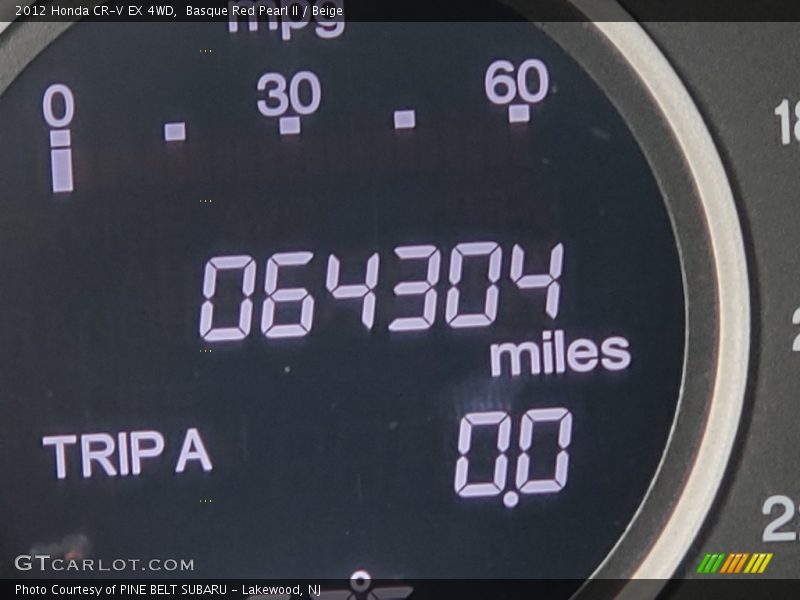 2012 Honda CR-V EX 4WD,  Basque Red Pearl II / Beige
mpg
0 30 60
064304
miles
TRIP A 0.0
GTCARLOT.COM
Photo Courtesy of PINE BELT SUBARU - Lakewood, NJ